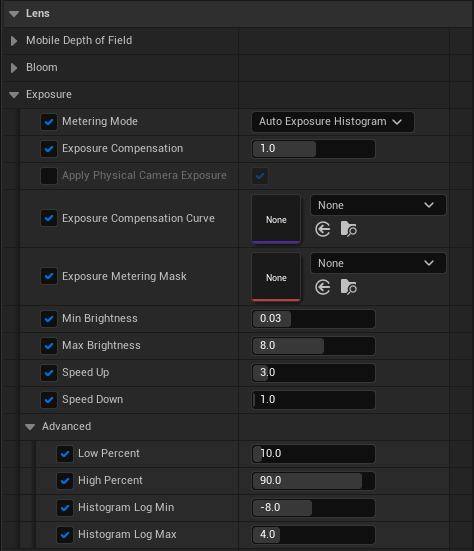 Lens
Mobile Depth of Field
Bloom
Exposure
Metering Mode Auto Exposure Histogram
Exposure Compensation 1.0
Apply Physical Camera Exposure
Exposure Compensation Curve None None
Exposure Metering Mask None None
Min Brightness 0.03
Max Brightness 8.0
Speed Up 3.0
Speed Down 1.0
Advanced
Low Percent 10.0
High Percent 90.0
Histogram Log Min -8.0
Histogram Log Max 4.0